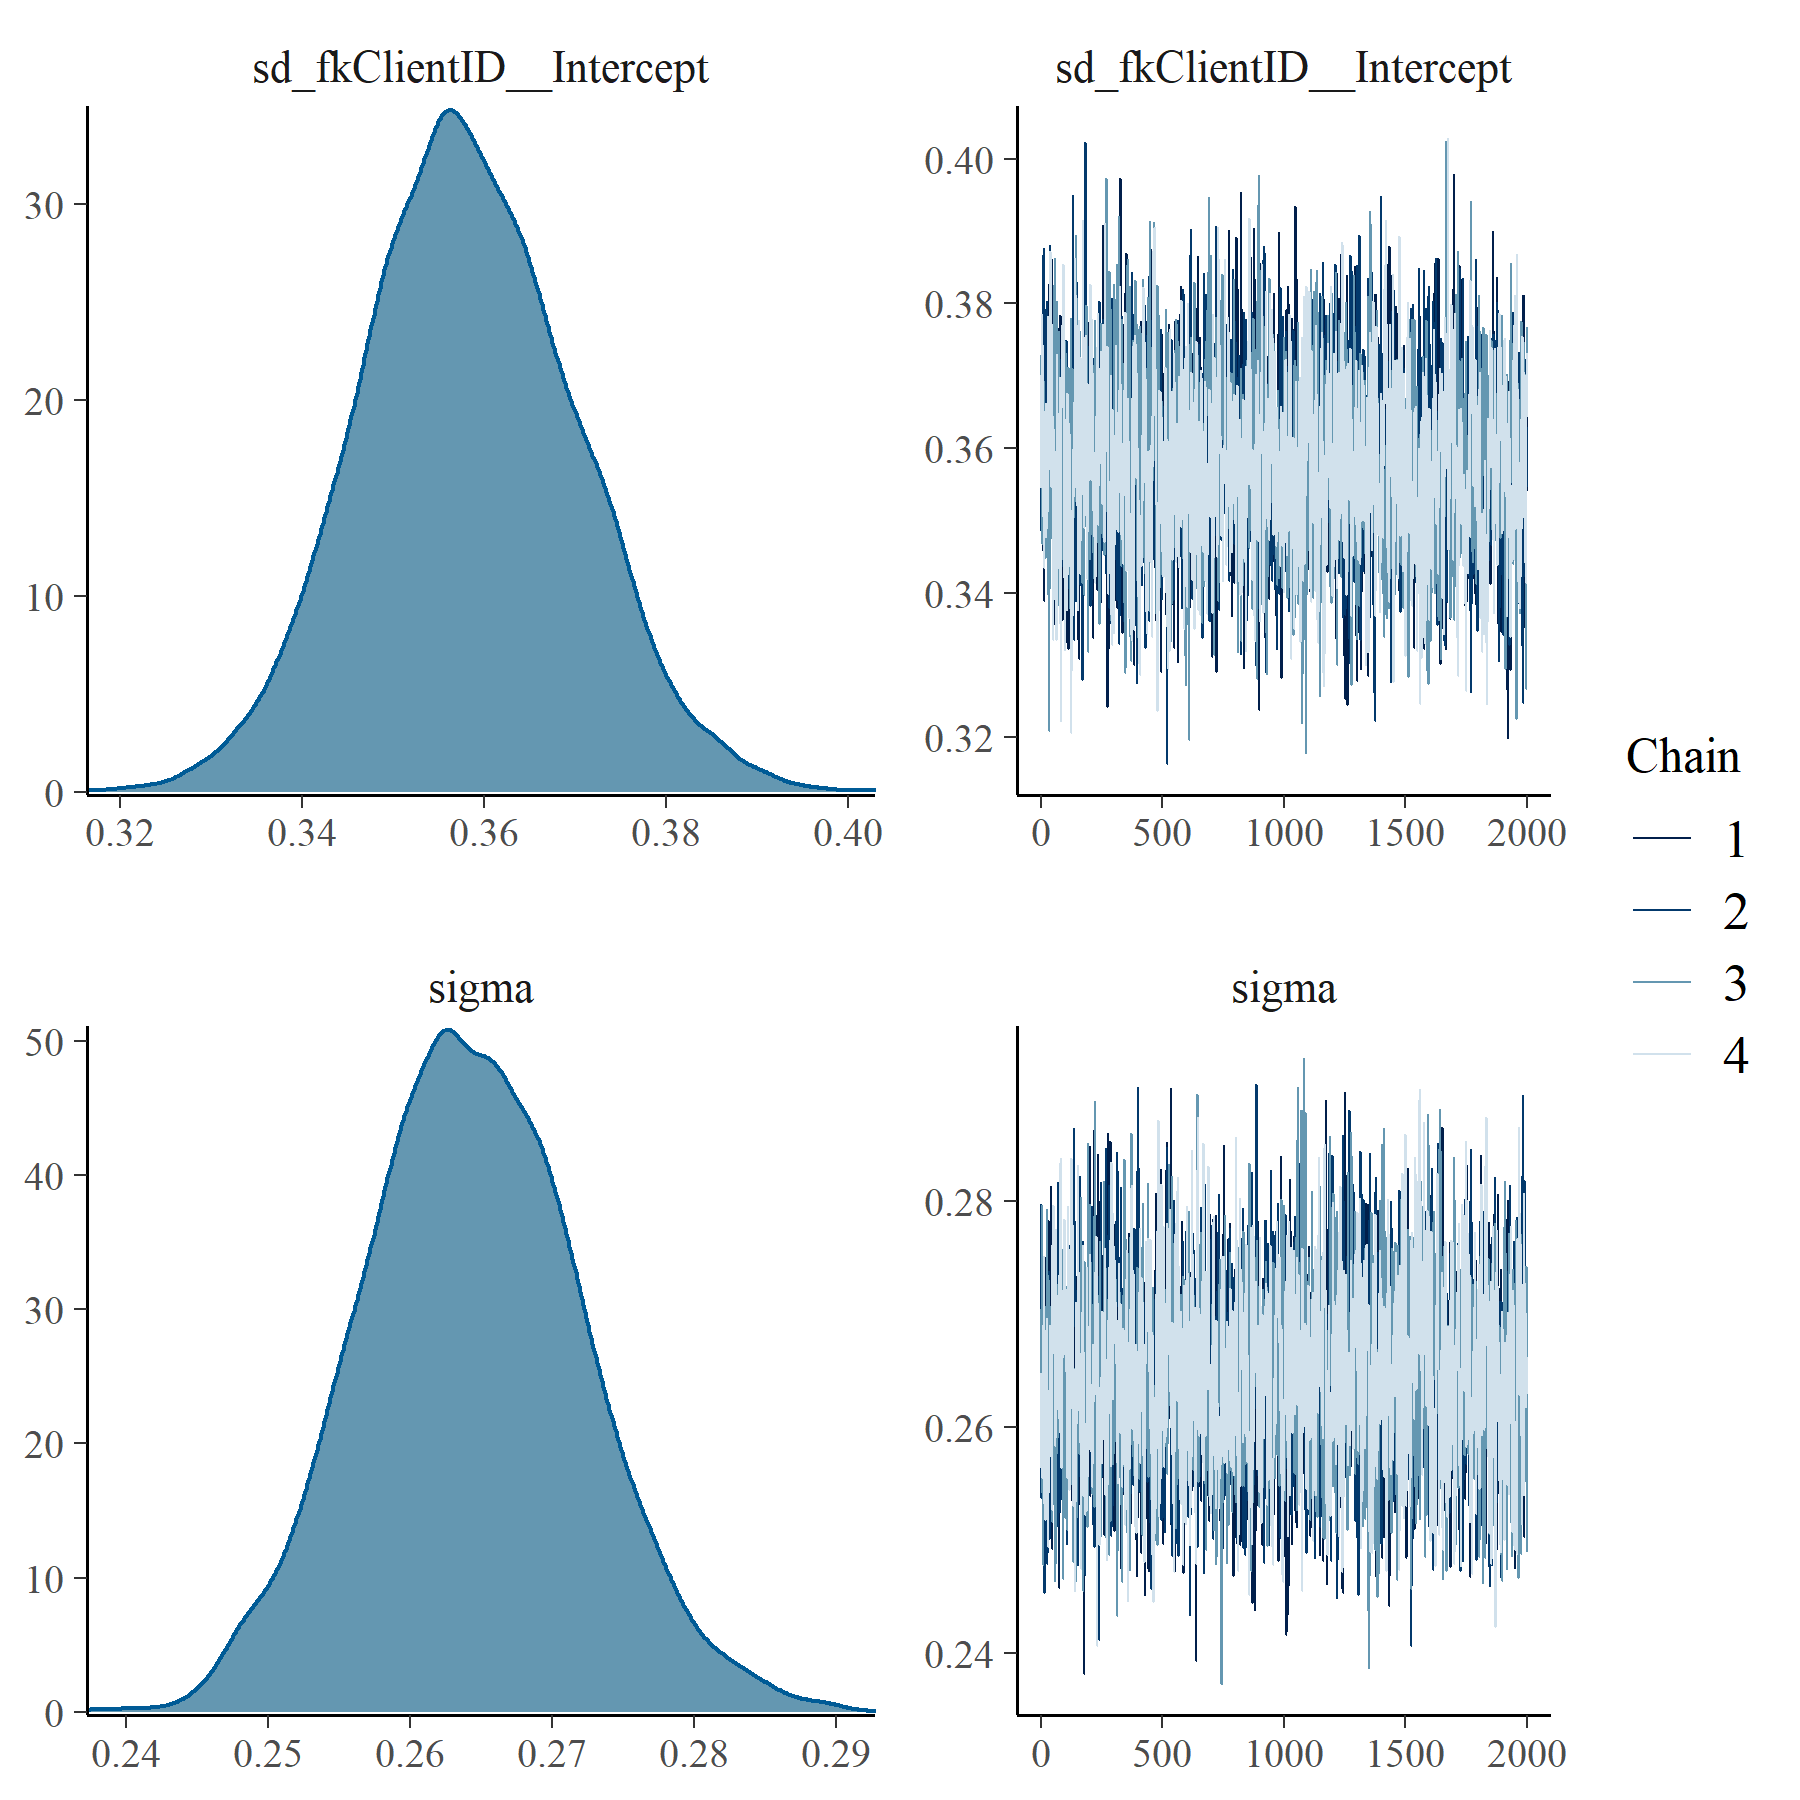 sd_fkClientID__Intercept
30
20
10
0
0.32 0.34 0.36 0.38 0.40
sd_fkClientID__Intercept
0.40
0.38
0.36
0.34
0.32
0 500 1000 1500 2000
sigma
50
40
30
20
10
0
0.24 0.25 0.26 0.27 0.28 0.29
sigma
0.28
0.26
0.24
0 500 1000 1500 2000
Chain
1
2
3
4